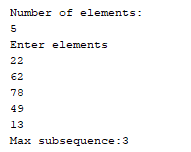 Number of elements:
5
Enter elements
22
62
78
49
13
Max subsequence:3